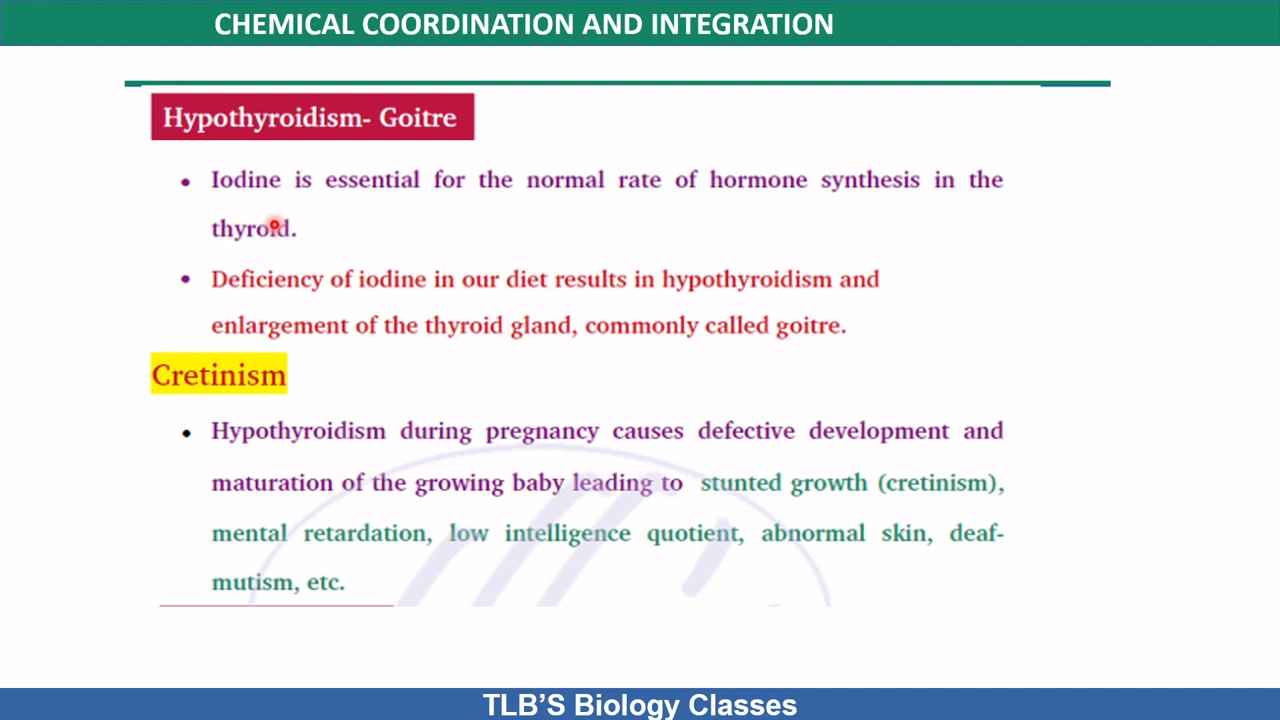 CHEMICAL COORDINATION AND INTEGRATION
Hypothyroidism- Goitre
• Iodine is essential for the normal rate of hormone synthesis in the
thyroid.
• Deficiency of iodine in our diet results in hypothyroidism and
enlargement of the thyroid gland, commonly called goitre.
Cretinism
• Hypothyroidism during pregnancy causes defective development and
maturation of the growing baby leading to stunted growth (cretinism),
mental retardation, low intelligence quotient, abnormal skin, deaf-
mutism, etc.
TLB'S Biology Classes